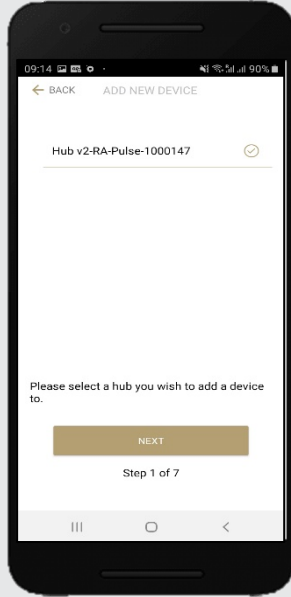 09:14 90%
← BACK ADD NEW DEVICE
Hub v2-RA-Pulse-1000147
Please select a hub you wish to add a device
to.
NEXT
Step 1 of 7